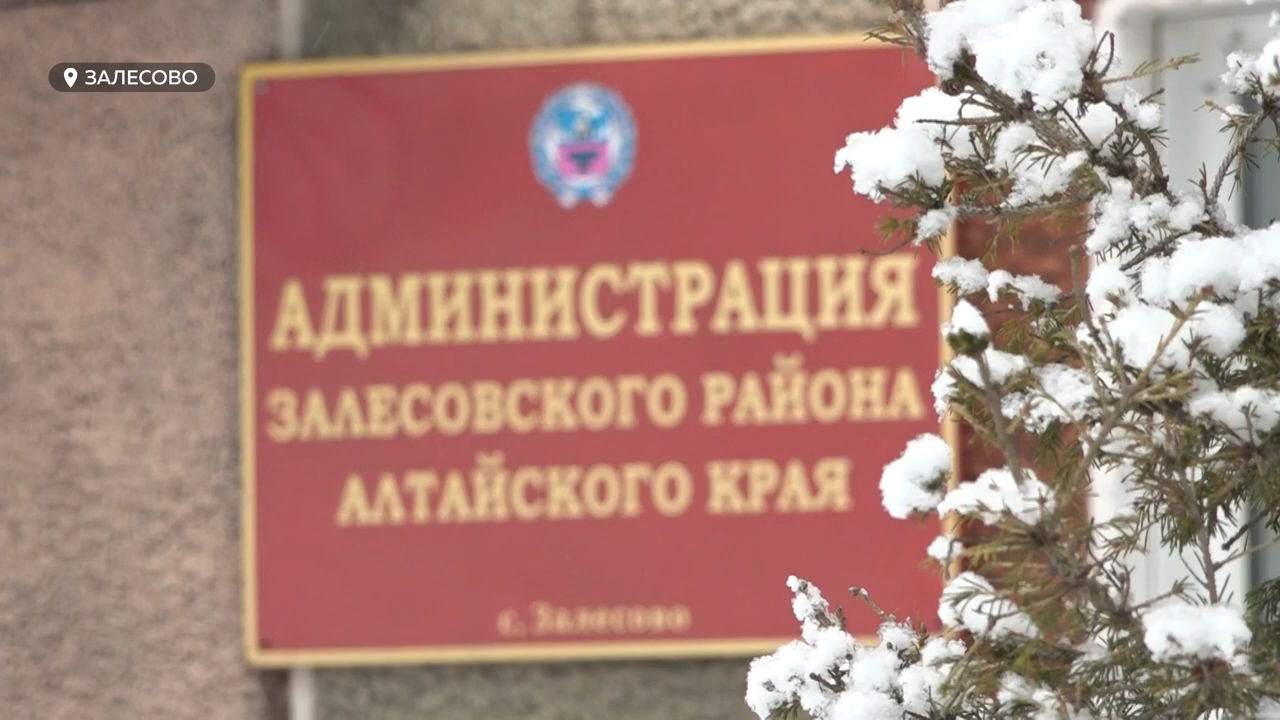 ЗАЛЕСОВО
АДМИНИСТРАЦИЯ
ЗАЛЕСОВСКОГО РАЙОНА
АЛТАЙСКОГО КРАЯ
с. Залесово